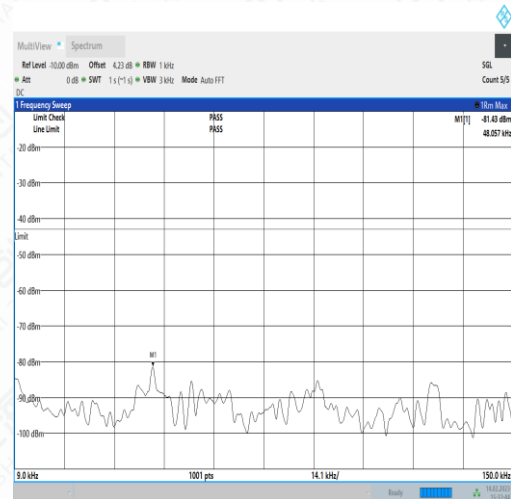 MultiView Spectrum
Ref Level -10.00 dBm Offset 4.23 dB RBW 1 kHz SGL
Att 0 dB SWT 1 s (~1 s) VBW 3 kHz Mode Auto FFT Count 5/5
DC
1 Frequency Sweep 1Rm Max
Limit Check PASS M1[1] -81.43 dBm
Line Limit PASS 48.057 kHz
-20 dBm
-30 dBm
-40 dBm
Limit
-50 dBm
-60 dBm
-70 dBm
M1
-80 dBm
-90 dBm
-100 dBm
9.0 kHz 1001 pts 14.1 kHz/ 150.0 kHz
Ready